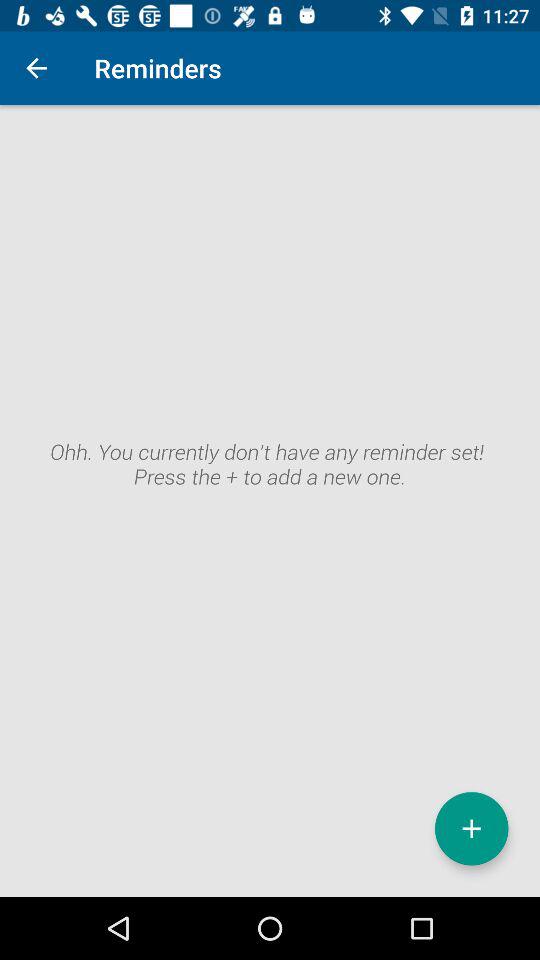 11:27
Reminders
Ohh. You currently don't have any reminder set!
Press the + to add a new one.
+